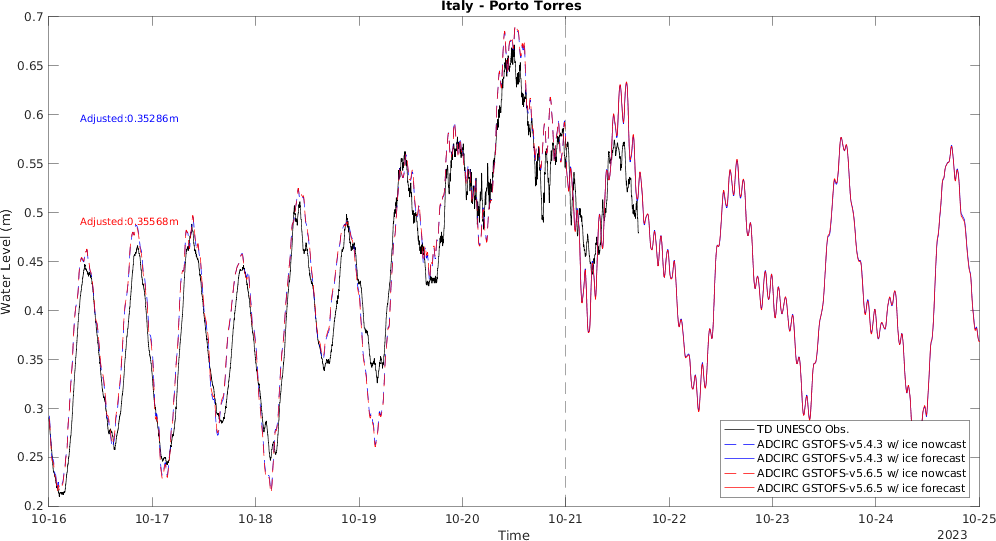 Italy - Porto Torres
0.7
0.65
0.6
0.55
0.5
0.45
0.4
0.35
0.3
0.25
0.2
Water Level (m)
Adjusted:0.35286m
Adjusted:0.35568m
TD UNESCO Obs.
ADCIRC GSTOFS-v5.4.3 w/ ice nowcast
ADCIRC GSTOFS-v5.4.3 w/ ice forecast
ADCIRC GSTOFS-v5.6.5 w/ ice nowcast
ADCIRC GSTOFS-v5.6.5 w/ ice forecast
10-16 10-17 10-18 10-19 10-20 10-21 10-22 10-23 10-24 10-25
Time
2023